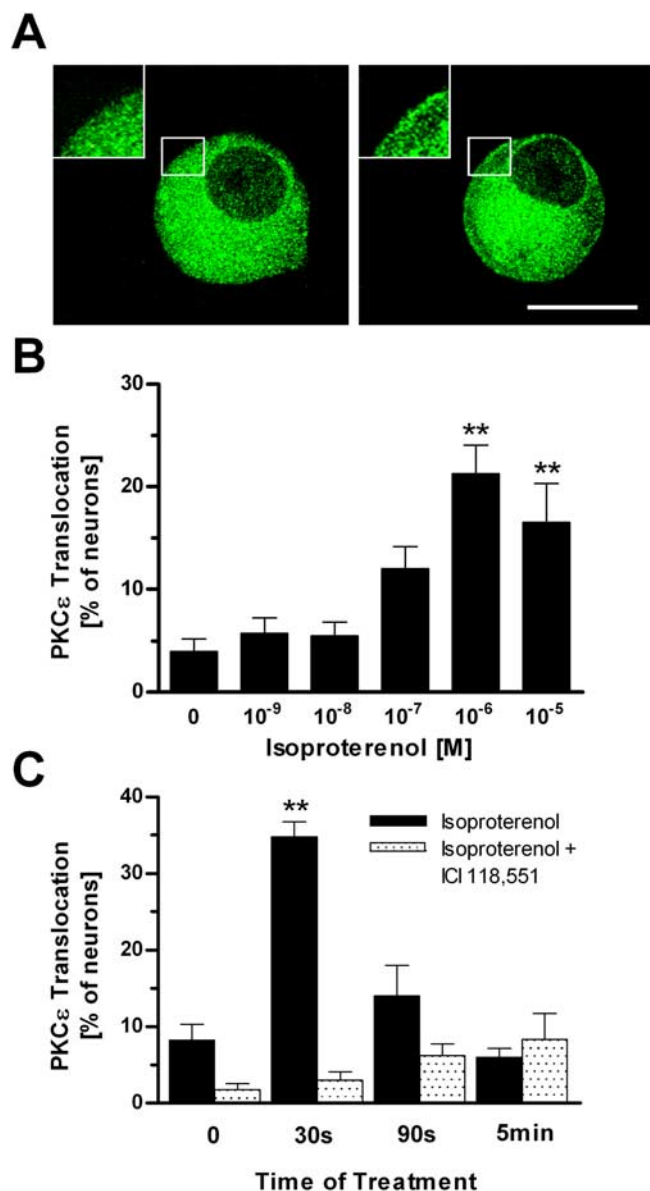 A
B
30
20
10
0
PKCε Translocation
[% of neurons]
**
**
0 10⁻⁹ 10⁻⁸ 10⁻⁷ 10⁻⁶ 10⁻⁵
Isoproterenol [M]
C
40
30
20
10
0
PKCε Translocation
[% of neurons]
**
Isoproterenol
Isoproterenol +
ICI 118,551
0 30s 90s 5min
Time of Treatment